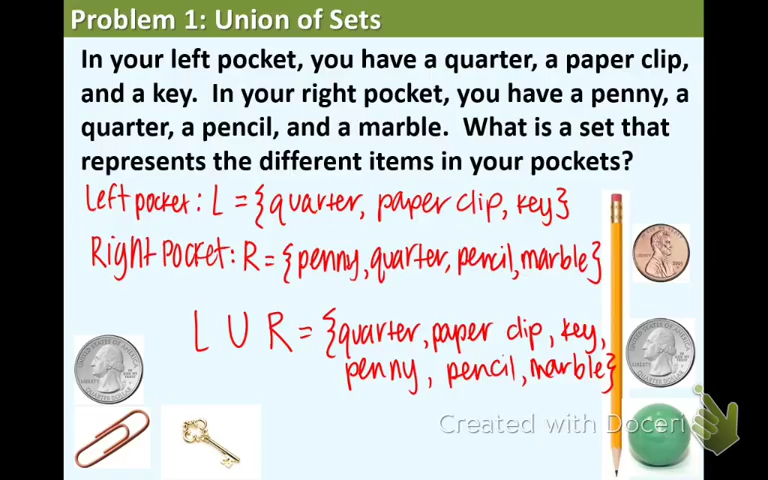 Problem 1: Union of Sets
In your left pocket, you have a quarter, a paper clip,
and a key. In your right pocket, you have a penny, a
quarter, a pencil, and a marble. What is a set that
represents the different items in your pockets?
Left pocket: L = {quarter, paper clip, key}
Right Pocket: R = {penny, quarter, pencil, marble}
L U R = {quarter, paper clip, key,
penny, pencil, marble}
Created with Doceri